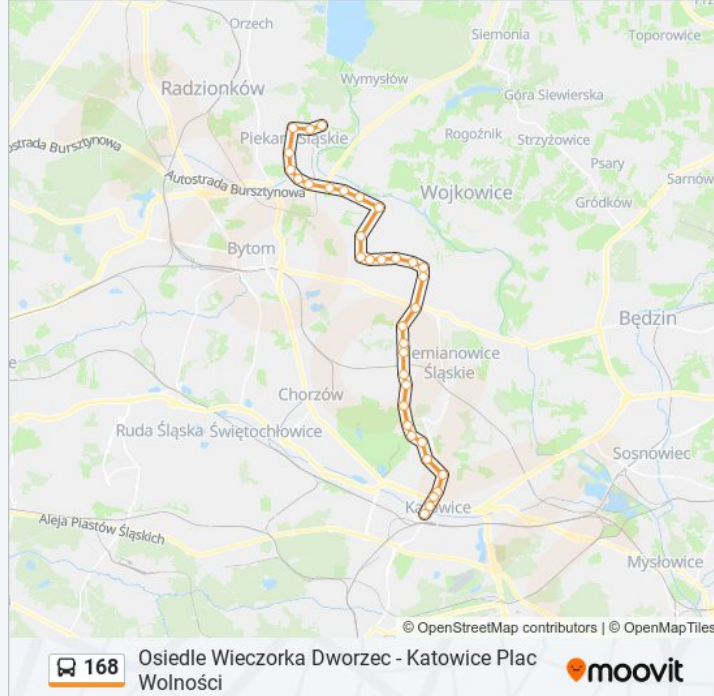 Orzech
Siemonia
Toporowice
Wymysłów
Radzionków
Góra Siewierska
Piekary Śląskie
Rogoźnik
Strzyżowice
ostrada Bursztynowa
Psary
Sarnów
Autostrada Bursztynowa
Wojkowice
Gródków
Bytom
Będzin
emianowice
Śląskie
Chorzów
Ruda Śląska
Świętochłowice
Sosnowiec
Katowice
Aleja Piastów Śląskich
Mysłowice
© OpenStreetMap contributors | © OpenMapTiles
168
Osiedle Wieczorka Dworzec - Katowice Plac
Wolności
moovit